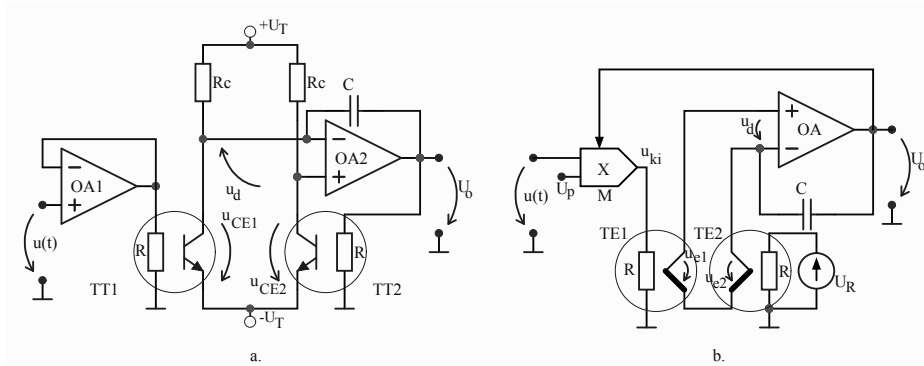 +U_T
Rc
Rc
C
OA1
OA2
u_d
U_o
u(t)
u_CE1
R
u_CE2
R
TT1
TT2
-U_T
a.
C
OA
u_d
u_ki
X
M
U_p
u(t)
U_o
TE1
TE2
R
u_e1
u_e2
R
U_R
b.